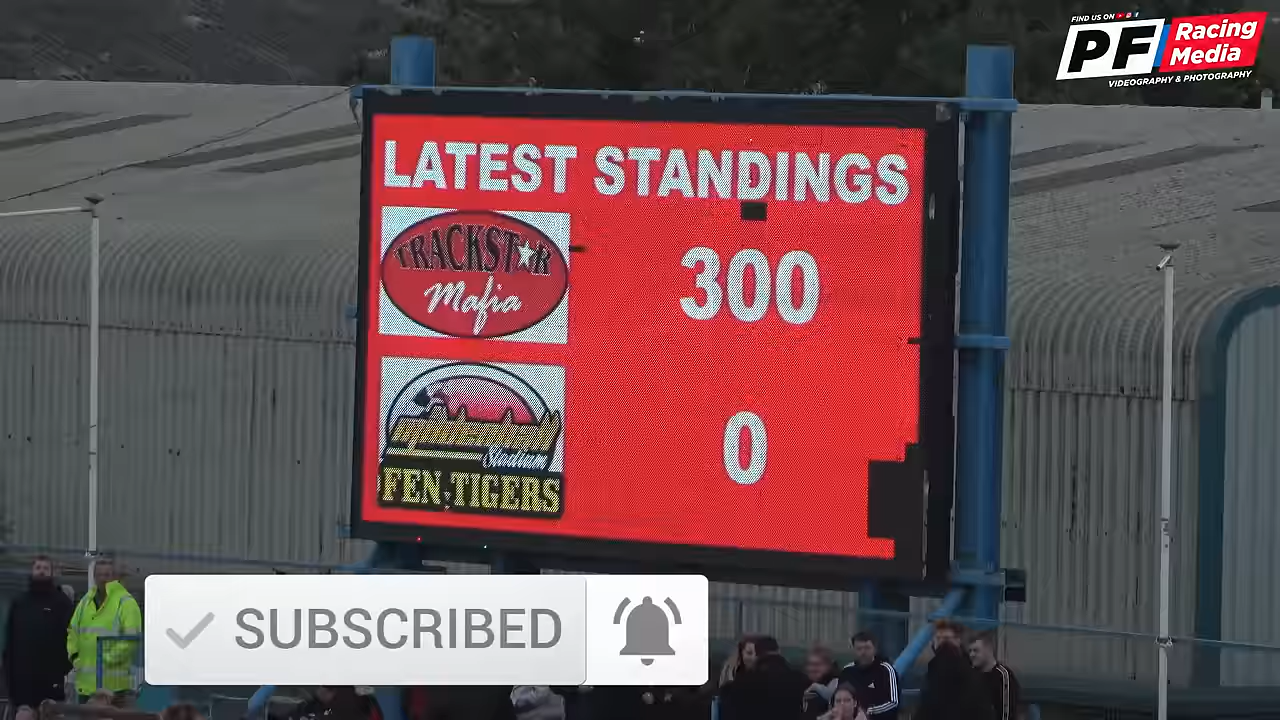 FIND US ON
PF Racing Media
VIDEOGRAPHY & PHOTOGRAPHY
LATEST STANDINGS
TRACKSTAR
Mafia
300
Stadium
FEN TIGERS
0
SUBSCRIBED